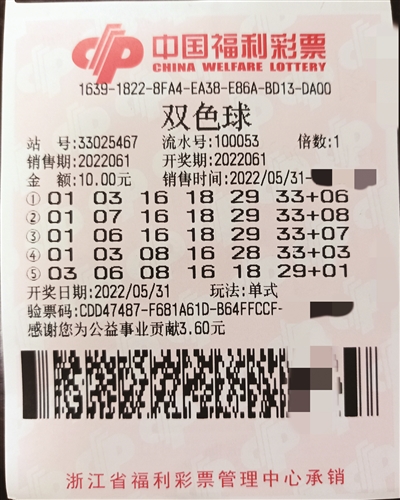 中国福利彩票
CHINA WELFARE LOTTERY
1639-1822-8FA4-EA38-E86A-BD13-DA00
双色球
站 号:33025467 流水号:100053 倍数:1
销售期:2022061 开奖期:2022061
金 额:10.00元 销售时间:2022/05/31-
① 01 03 16 18 29 33+06
② 01 07 16 18 29 33+08
③ 01 06 16 18 29 33+07
④ 01 03 08 16 28 33+03
⑤ 03 06 08 16 18 29+01
开奖日期:2022/05/31 玩法:单式
验票码:CDD47487-F681A61D-B64FFCCF-
感谢您为公益事业贡献3.60元
浙江省福利彩票管理中心承销